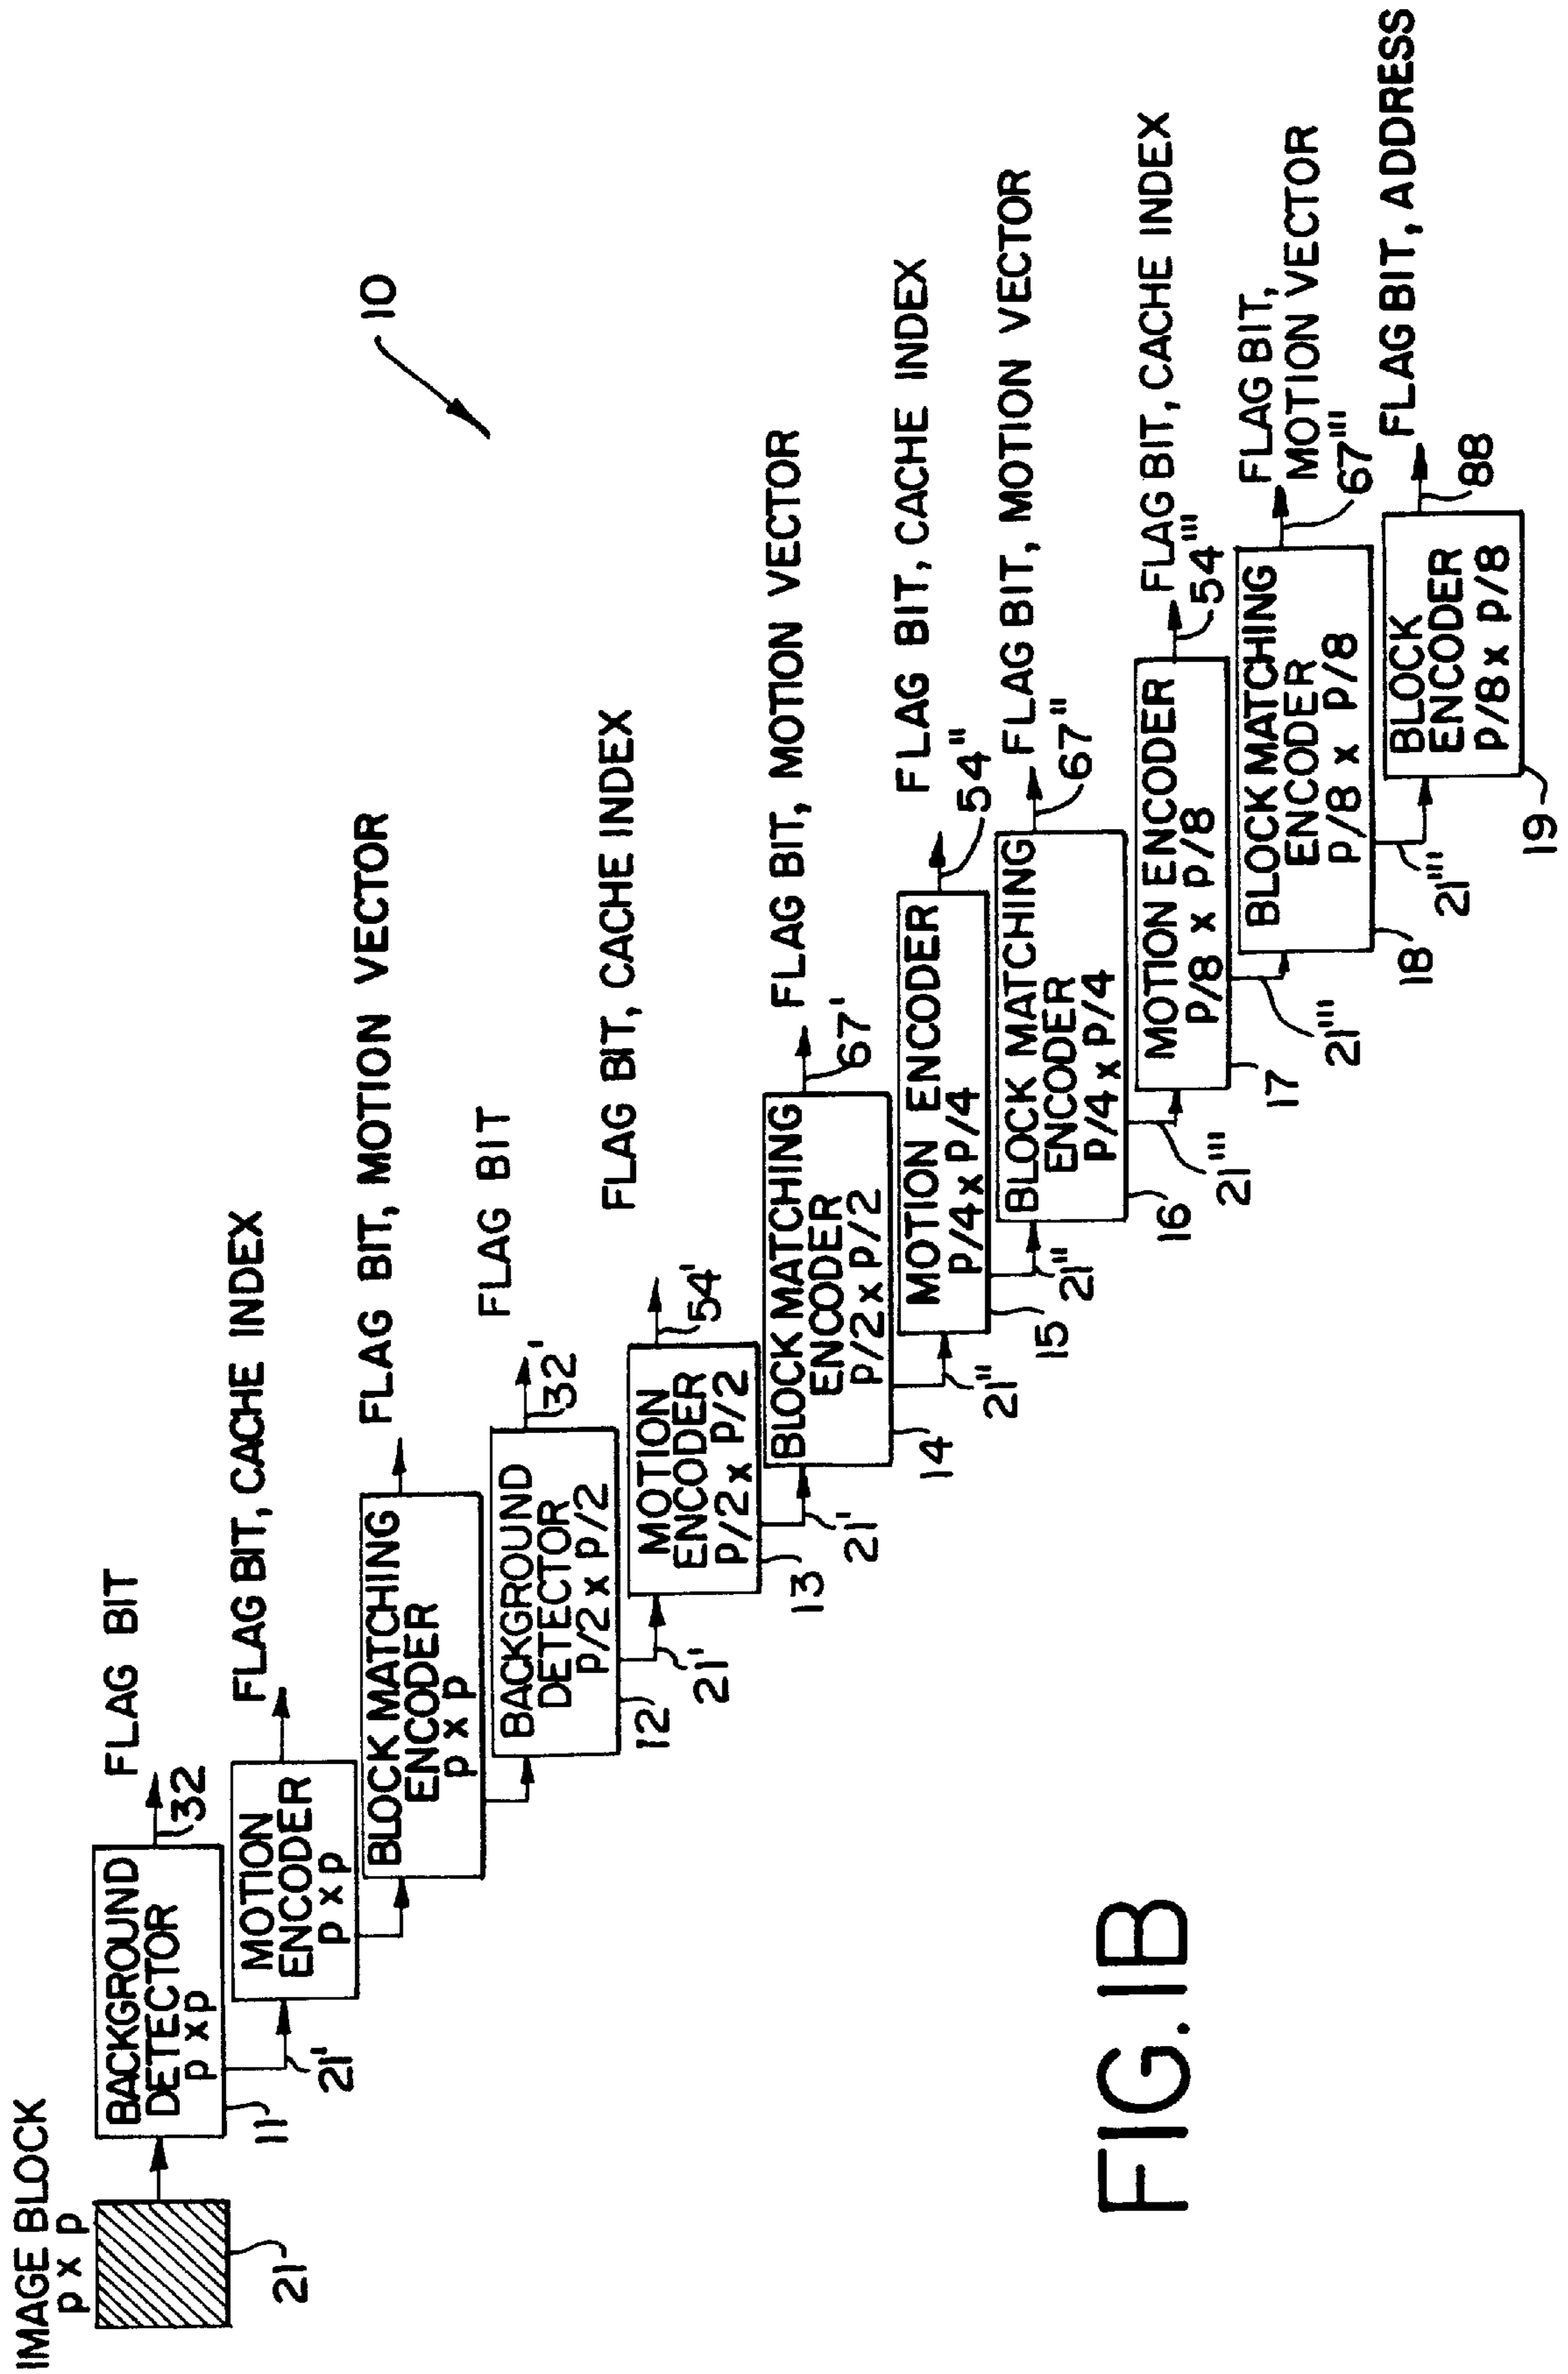 IMAGE BLOCK
p x p
21
BACKGROUND
DETECTOR
p x p
11
32
FLAG BIT
21'
MOTION
ENCODER
p x p
FLAG BIT, CACHE INDEX
BLOCK MATCHING
ENCODER
p x p
FLAG BIT, MOTION VECTOR
BACKGROUND
DETECTOR
p/2 x p/2
12
32'
FLAG BIT
21'
MOTION
ENCODER
p/2 x p/2
13
54'
FLAG BIT, CACHE INDEX
21'
BLOCK MATCHING
ENCODER
p/2 x p/2
14
67'
FLAG BIT, MOTION VECTOR
21"
MOTION ENCODER
p/4 x p/4
15
54"
FLAG BIT, CACHE INDEX
21"
BLOCK MATCHING
ENCODER
p/4 x p/4
16
67"
FLAG BIT, MOTION VECTOR
21'''
MOTION ENCODER
p/8 x p/8
17
54'''
FLAG BIT, CACHE INDEX
21'''
BLOCK MATCHING
ENCODER
p/8 x p/8
18
67'''
FLAG BIT,
MOTION VECTOR
21'''
BLOCK
ENCODER
p/8 x p/8
19
88
FLAG BIT, ADDRESS
10
FIG. 1B